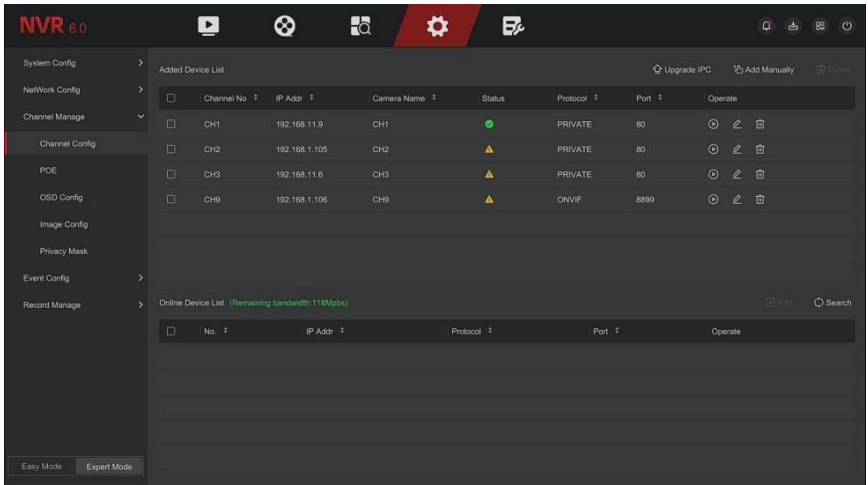 NVR 6.0
System Config
NetWork Config
Channel Manage
Channel Config
POE
OSD Config
Image Config
Privacy Mask
Event Config
Record Manage
Easy Mode Expert Mode
Added Device List Upgrade IPC Add Manually Delete
Channel No IP Addr Camera Name Status Protocol Port Operate
CH1 192.168.11.9 CH1 PRIVATE 80
CH2 192.168.1.105 CH2 PRIVATE 80
CH3 192.168.11.6 CH3 PRIVATE 80
CH9 192.168.1.106 CH9 ONVIF 8899
Online Device List (Remaining bandwidth:118Mpbs) Add Search
No. IP Addr Protocol Port Operate